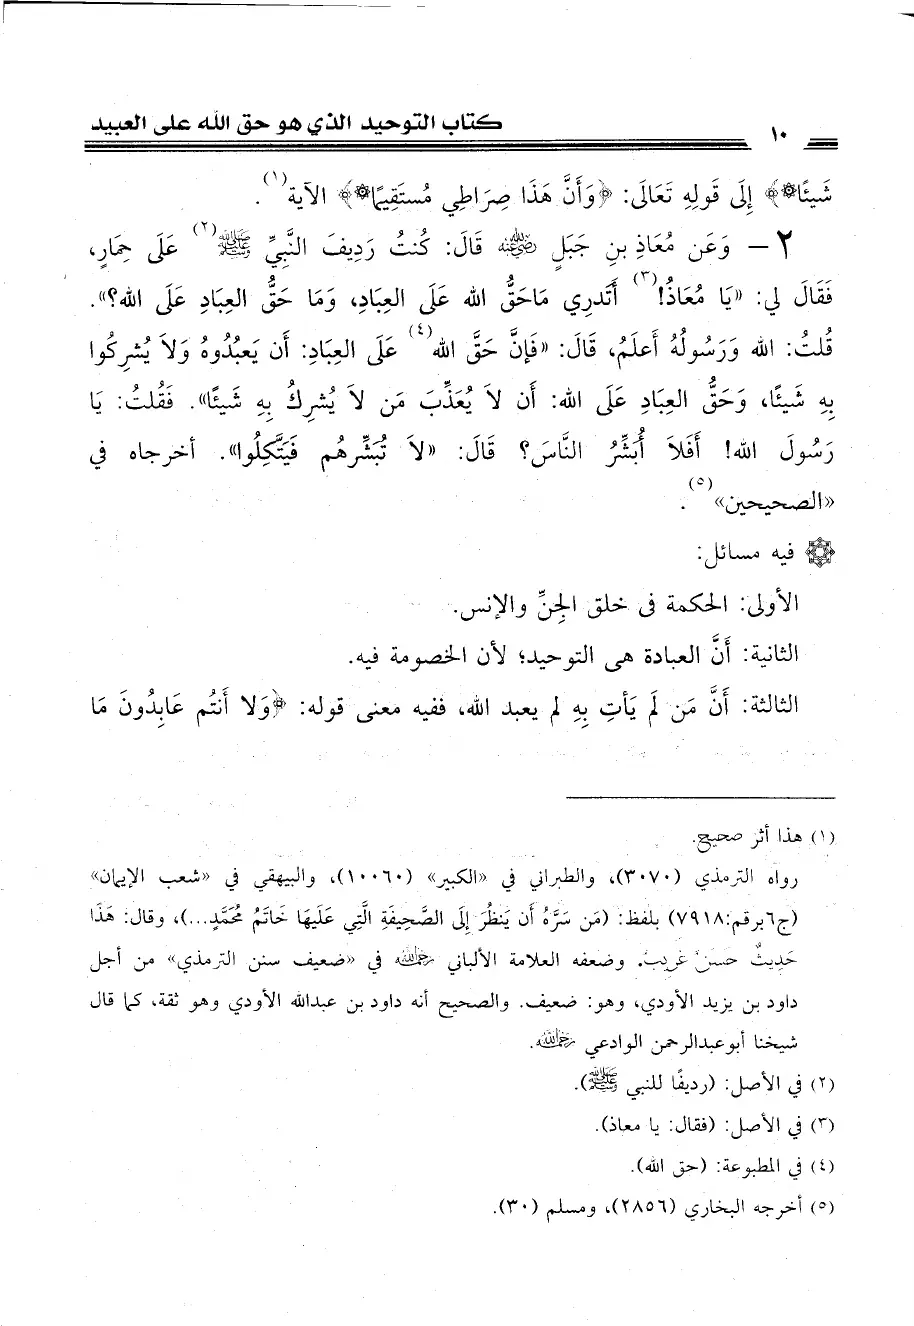 ١٠ كتاب التوحيد الذي هو حق الله على العبيد
شَيْئًا۞﴾ إِلَى قَولِهِ تَعَالَى: ﴿وَأَنَّ هَذَا صِرَاطِي مُسْتَقِيمًا۞﴾ الآية(١).
٢ – وَعَن مُعَاذِ بنِ جَبَلٍ رضي الله عنه قَالَ: كُنتُ رَدِيفَ النَّبِيِّ ﷺ(٢) عَلَى حِمَارٍ،
فَقَالَ لِي: «يَا مُعَاذُ!(٣) أَتَدرِي مَاحَقُّ الله عَلَى العِبَادِ، وَمَا حَقُّ العِبَادِ عَلَى الله؟».
قُلتُ: الله وَرَسُولُهُ أَعلَمُ، قَالَ: «فَإِنَّ حَقَّ الله(٤) عَلَى العِبَادِ: أَن يَعبُدُوهُ وَلاَ يُشرِكُوا
بِهِ شَيئًا، وَحَقُّ العِبَادِ عَلَى الله: أَن لاَ يُعَذِّبَ مَن لاَ يُشرِكُ بِهِ شَيئًا». فَقُلتُ: يَا
رَسُولَ الله! أَفَلاَ أُبَشِّرُ النَّاسَ؟ قَالَ: «لاَ تُبَشِّرهُم فَيَتَّكِلُوا». أخرجاه في
«الصحيحين»(٥).
۞ فيه مسائل:
الأولى: الحكمة فى خلق الجنِّ والإنس.
الثانية: أنَّ العبادة هى التوحيد؛ لأن الخصومة فيه.
الثالثة: أنَّ مَن لَم يَأتِ بِهِ لم يعبد الله، ففيه معنى قوله: ﴿وَلَا أَنتُم عَابِدُونَ مَا
(١) هذا أثر صحيح.
رواه الترمذي (٣٠٧٠)، والطبراني في «الكبير» (١٠٠٦٠)، والبيهقي في «شعب الإيمان»
(ج٦برقم:٧٩١٨) بلفظ: (مَن سَرَّهُ أَن يَنظُرَ إِلَى الصَّحِيفَةِ الَّتِي عَلَيهَا خَاتَمُ مُحَمَّدٍ...)، وقال: هَذَا
حَدِيثٌ حَسَنٌ غَرِيبٌ. وضعفه العلامة الألباني رحمه الله في «ضعيف سنن الترمذي» من أجل
داود بن يزيد الأودي، وهو: ضعيف. والصحيح أنه داود بن عبدالله الأودي وهو ثقة، كما قال
شيخنا أبوعبدالرحمن الوادعي رحمه الله.
(٢) في الأصل: (رديفًا للنبي ﷺ).
(٣) في الأصل: (فقال: يا معاذ).
(٤) في المطبوعة: (حق الله).
(٥) أخرجه البخاري (٢٨٥٦)، ومسلم (٣٠).